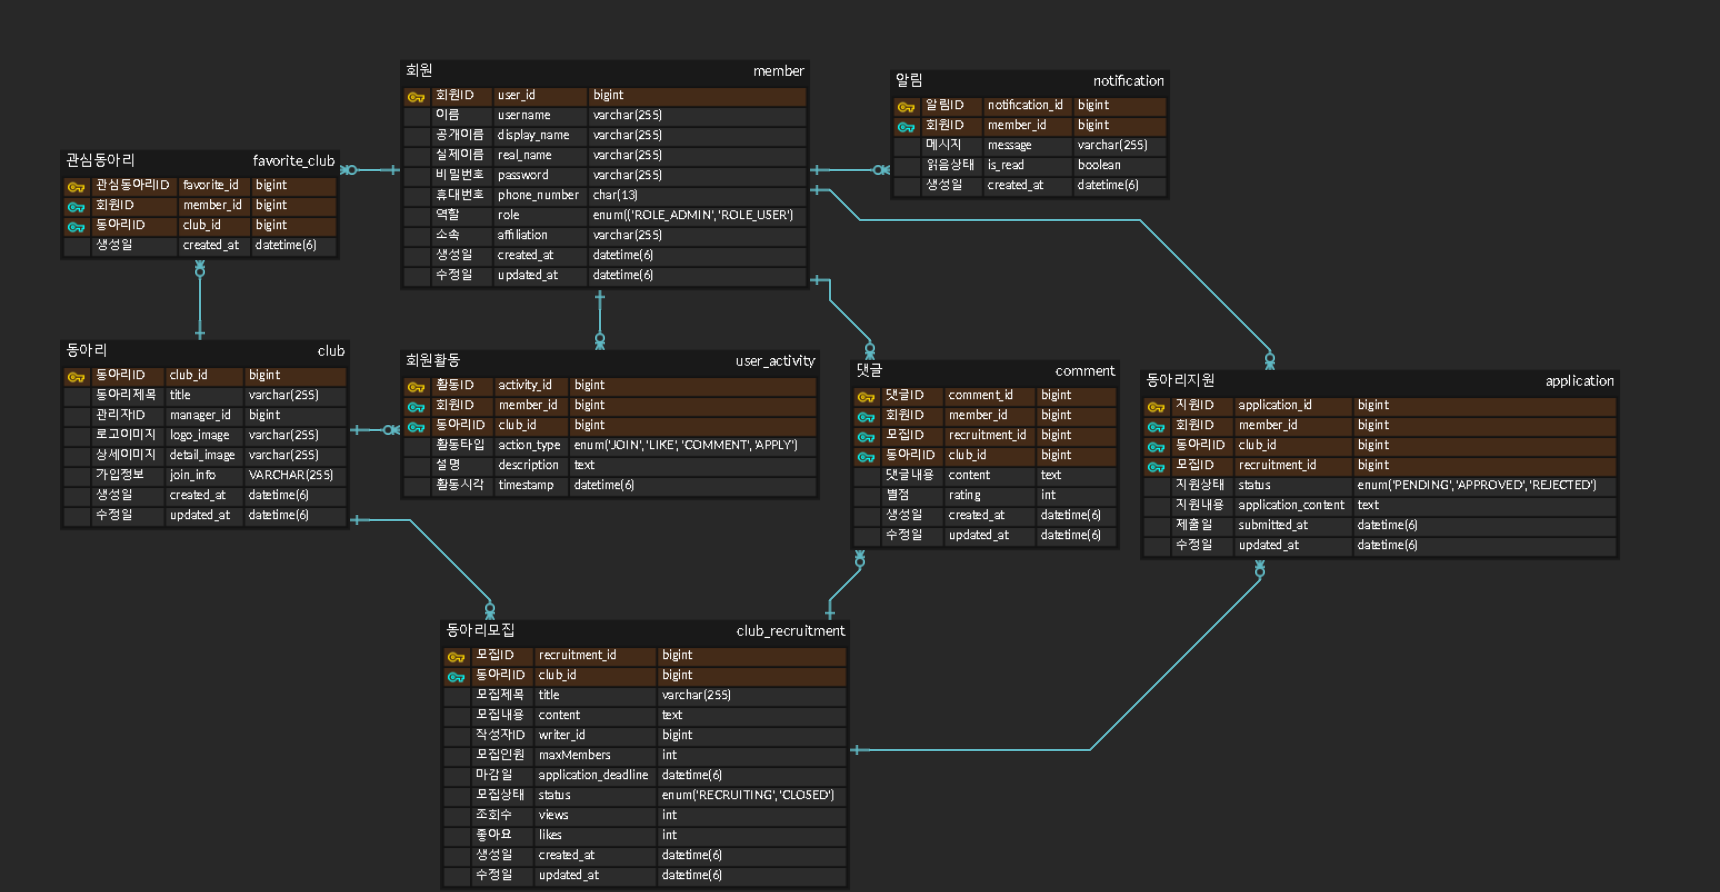 회원 member
회원ID user_id bigint
이름 username varchar(255)
공개이름 display_name varchar(255)
실제이름 real_name varchar(255)
비밀번호 password varchar(255)
휴대번호 phone_number char(13)
역할 role enum(('ROLE_ADMIN','ROLE_USER')
소속 affiliation varchar(255)
생성일 created_at datetime(6)
수정일 updated_at datetime(6)
알림 notification
알림ID notification_id bigint
회원ID member_id bigint
메시지 message varchar(255)
읽음상태 is_read boolean
생성일 created_at datetime(6)
관심동아리 favorite_club
관심동아리ID favorite_id bigint
회원ID member_id bigint
동아리ID club_id bigint
생성일 created_at datetime(6)
동아리 club
동아리ID club_id bigint
동아리제목 title varchar(255)
관리자ID manager_id bigint
로고이미지 logo_image varchar(255)
상세이미지 detail_image varchar(255)
가입정보 join_info VARCHAR(255)
생성일 created_at datetime(6)
수정일 updated_at datetime(6)
회원활동 user_activity
활동ID activity_id bigint
회원ID member_id bigint
동아리ID club_id bigint
활동타입 action_type enum('JOIN','LIKE','COMMENT','APPLY')
설명 description text
활동시각 timestamp datetime(6)
댓글 comment
댓글ID comment_id bigint
회원ID member_id bigint
모집ID recruitment_id bigint
동아리ID club_id bigint
댓글내용 content text
별점 rating int
생성일 created_at datetime(6)
수정일 updated_at datetime(6)
동아리지원 application
지원ID application_id bigint
회원ID member_id bigint
동아리ID club_id bigint
모집ID recruitment_id bigint
지원상태 status enum('PENDING','APPROVED','REJECTED')
지원내용 application_content text
제출일 submitted_at datetime(6)
수정일 updated_at datetime(6)
동아리모집 club_recruitment
모집ID recruitment_id bigint
동아리ID club_id bigint
모집제목 title varchar(255)
모집내용 content text
작성자ID writer_id bigint
모집인원 maxMembers int
마감일 application_deadline datetime(6)
모집상태 status enum('RECRUITING','CLOSED')
조회수 views int
좋아요 likes int
생성일 created_at datetime(6)
수정일 updated_at datetime(6)